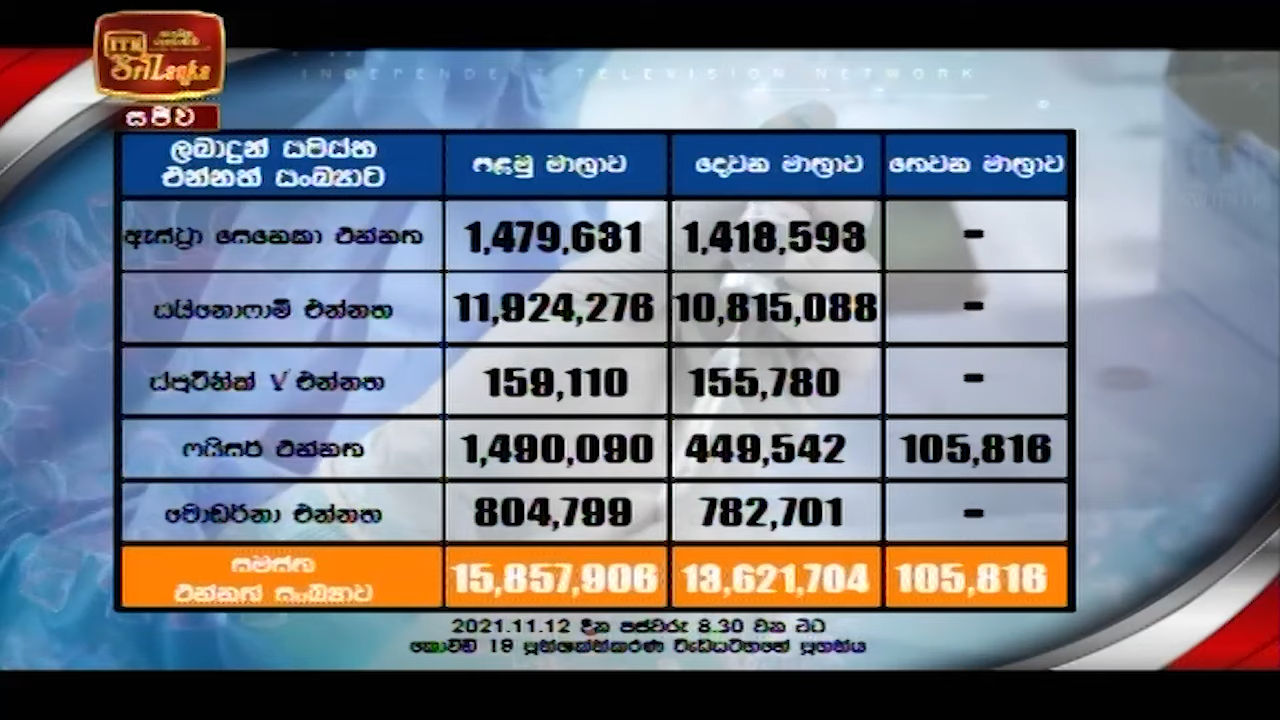 ITN
Sri Lanka
INDEPENDENT TELEVISION NETWORK
සජීව
ලබාදුන් සමස්ත
එන්නත් සංඛ්‍යාව
පළමු මාත්‍රාව
දෙවන මාත්‍රාව
තෙවන මාත්‍රාව
ඇස්ට්‍රා සෙනෙකා එන්නත
1,479,631
1,418,593
-
සයිනොෆාම් එන්නත
11,924,276
10,815,088
-
ස්පුට්නික් V එන්නත
159,110
155,780
-
ෆයිසර් එන්නත
1,490,090
449,542
105,816
මොඩර්නා එන්නත
804,799
782,701
-
සමස්ත
එන්නත් සංඛ්‍යාව
15,857,906
13,621,704
105,816
2021.11.12 දින පස්වරු 8.30 වන විට
කොවිඩ් 19 ප්‍රතිශක්තිකරණ වැඩසටහනේ ප්‍රගතිය